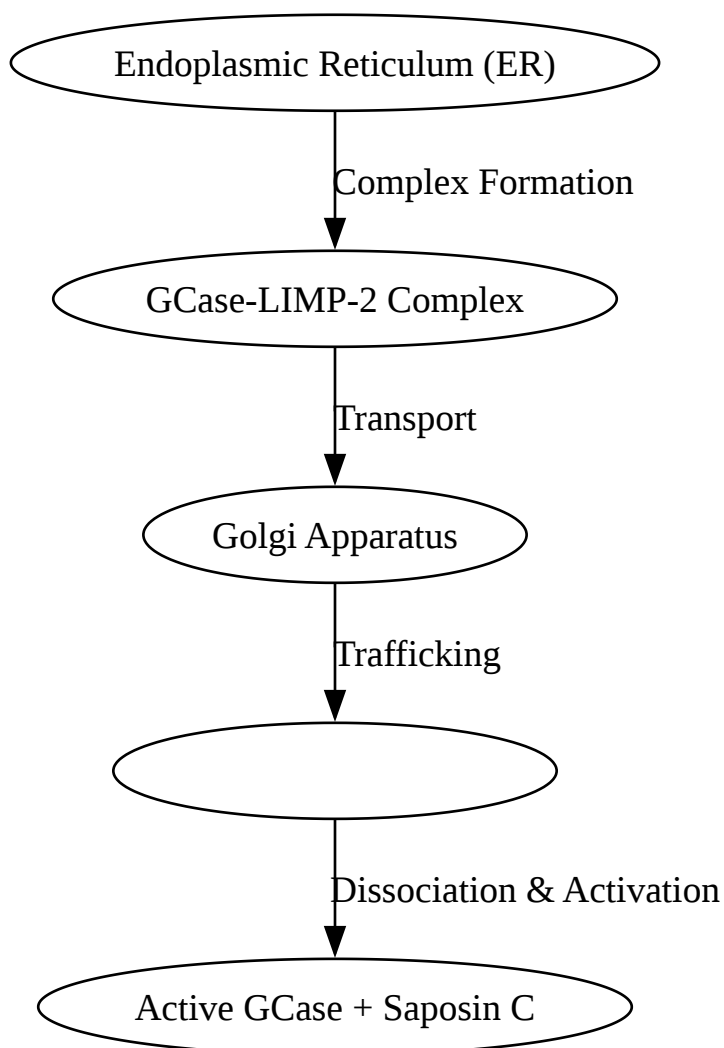 Endoplasmic Reticulum (ER)
Complex Formation
GCase-LIMP-2 Complex
Transport
Golgi Apparatus
Trafficking
Dissociation & Activation
Active GCase + Saposin C